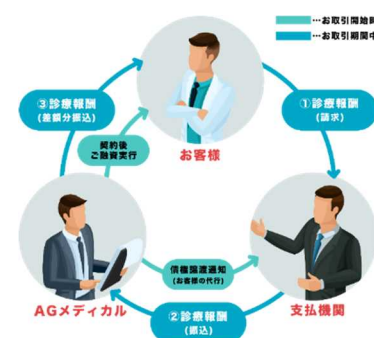 …お取引開始時
…お取引期間中
③診療報酬
(差額分振込)
①診療報酬
(請求)
契約後
ご融資実行
お客様
債権譲渡通知
(お客様の代行)
AGメディカル
支払機関
②診療報酬
(振込)